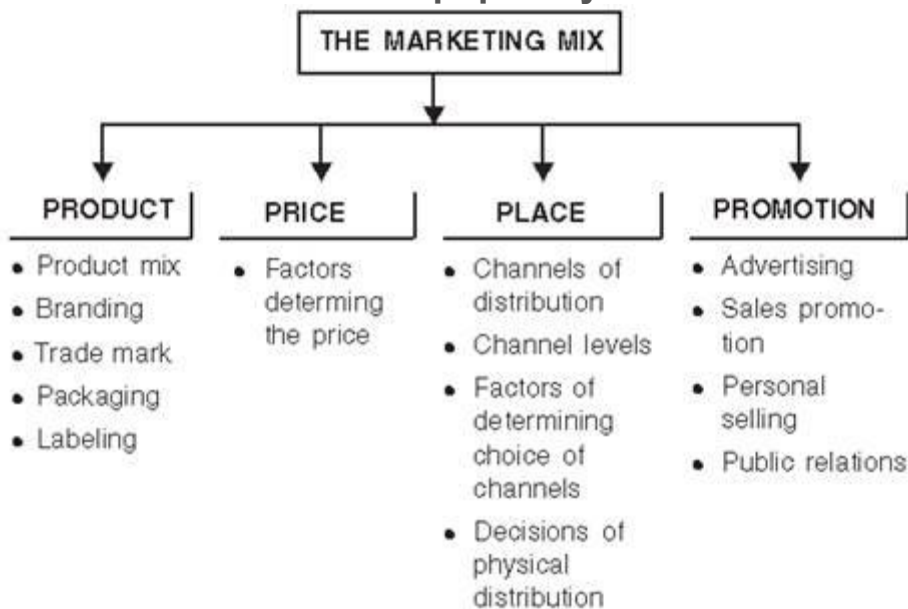 THE MARKETING MIX
PRODUCT
• Product mix
• Branding
• Trade mark
• Packaging
• Labeling
PRICE
• Factors
determing
the price
PLACE
• Channels of
distribution
• Channel levels
• Factors of
determining
choice of
channels
• Decisions of
physical
distribution
PROMOTION
• Advertising
• Sales promo-
tion
• Personal
selling
• Public relations